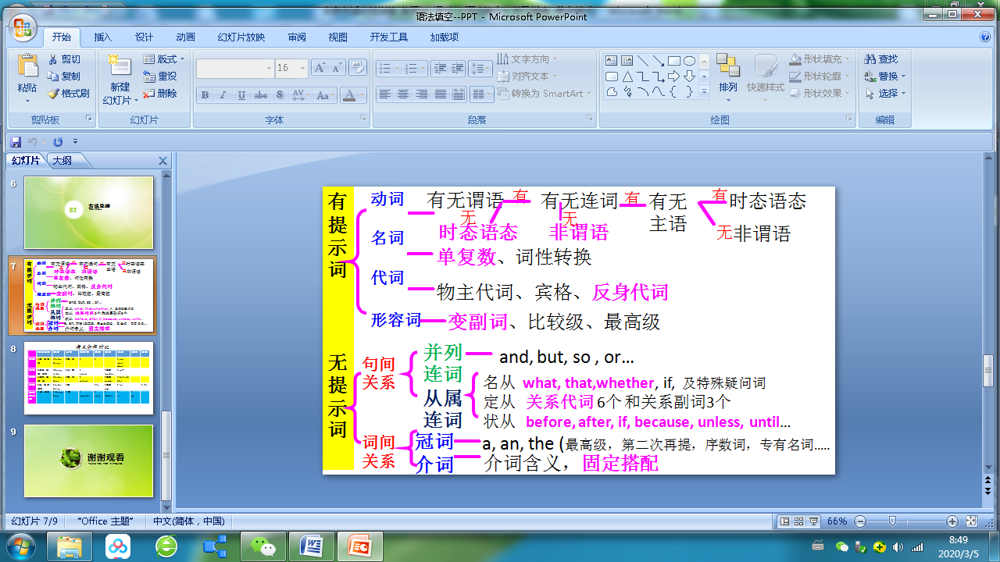 语法填空--PPT - Microsoft PowerPoint
开始 插入 设计 动画 幻灯片放映 审阅 视图 开发工具 加载项
粘贴 剪切 复制 格式刷
剪贴板
新建 幻灯片 版式 重设 删除
幻灯片
16
B I U abc S AV Aa A
字体
文字方向 对齐文本 转换为 SmartArt
段落
排列 快速样式 形状填充 形状轮廓 形状效果
绘图
查找 替换 选择
编辑
幻灯片 大纲
6
02
7
8
考点分布对比
9
谢谢观看
有提示词
动词 有无谓语 有 有无连词 有 有无主语 有 时态语态
无 时态语态 无 非谓语 无 非谓语
名词
单复数、词性转换
代词
物主代词、宾格、反身代词
形容词 变副词、比较级、最高级
无提示词
句间关系
并列连词 and, but, so , or...
从属连词
名从 what, that,whether, if, 及特殊疑问词
定从 关系代词 6个 和关系副词3个
状从 before, after, if, because, unless, until...
词间关系
冠词 a, an, the (最高级，第二次再提，序数词，专有名词.....
介词 介词含义，固定搭配
幻灯片 7/9 "Office 主题" 中文(简体，中国) 66%
8:49
2020/3/5